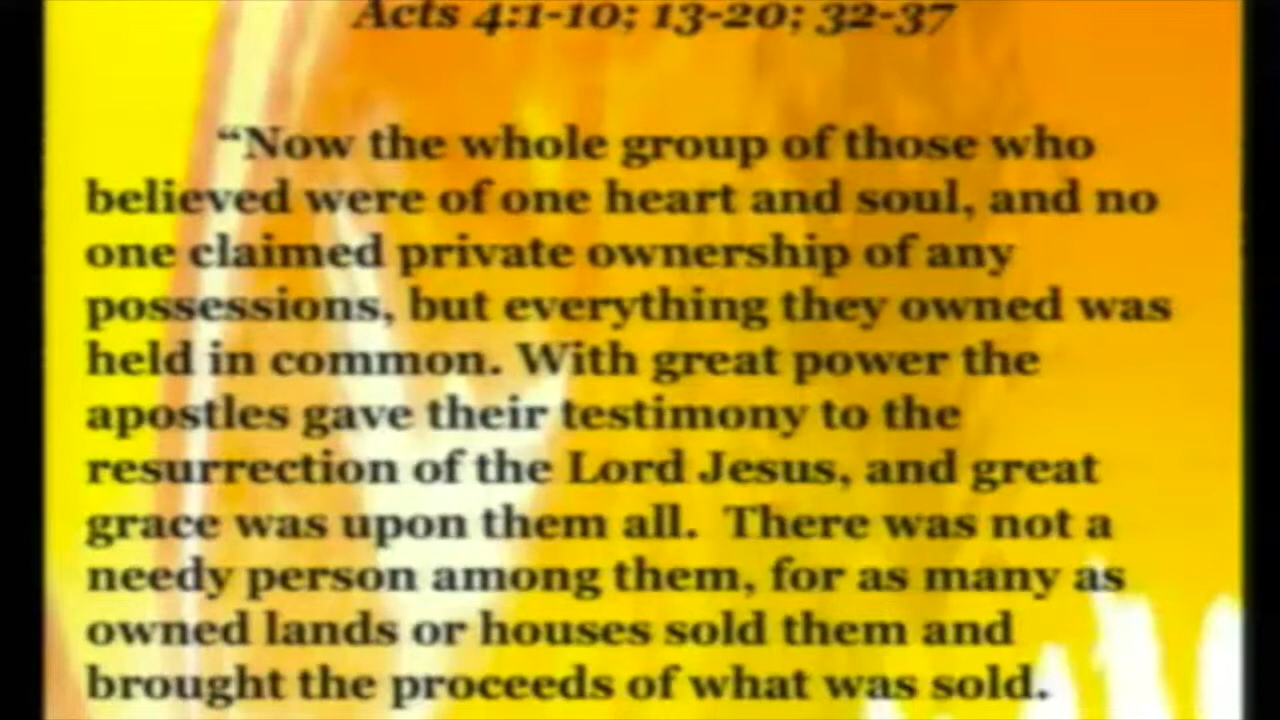 Acts 4:1-10; 13-20; 32-37
“Now the whole group of those who
believed were of one heart and soul, and no
one claimed private ownership of any
possessions, but everything they owned was
held in common. With great power the
apostles gave their testimony to the
resurrection of the Lord Jesus, and great
grace was upon them all. There was not a
needy person among them, for as many as
owned lands or houses sold them and
brought the proceeds of what was sold.